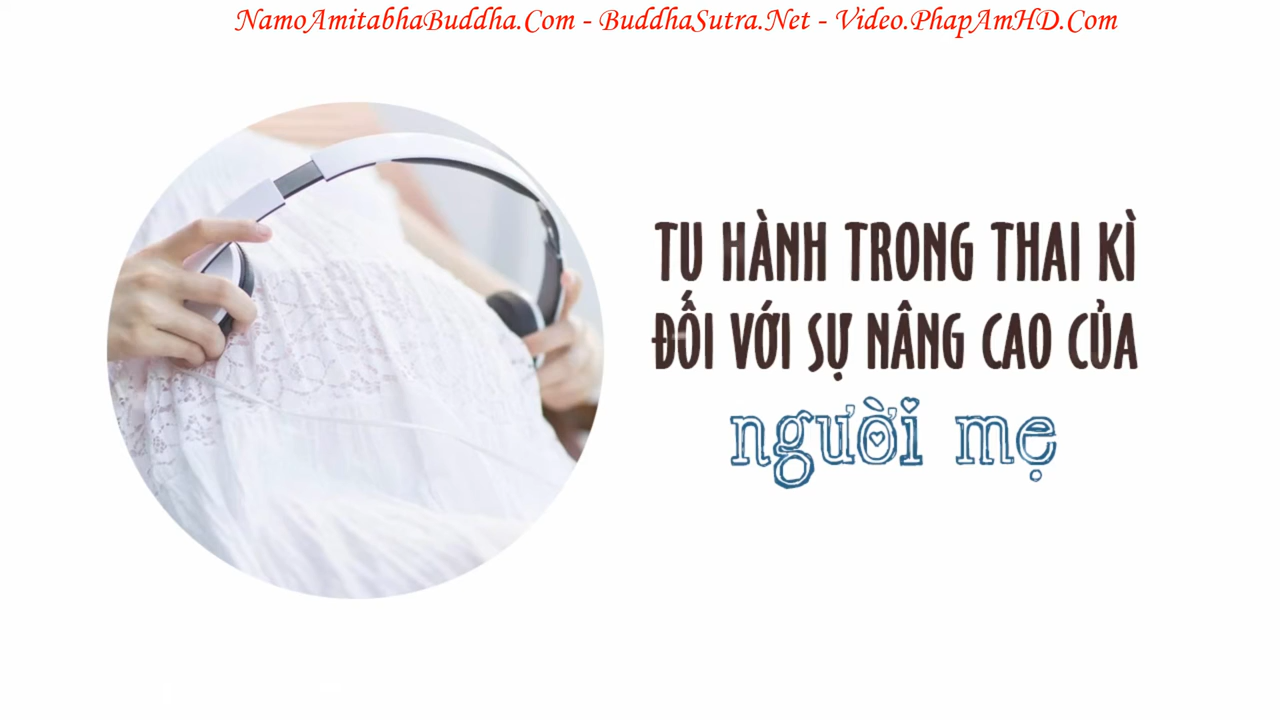 NamoAmitabhaBuddha.Com - BuddhaSutra.Net - Video.PhapAmHD.Com
TU HÀNH TRONG THAI KÌ
ĐỐI VỚI SỰ NÂNG CAO CỦA
người mẹ